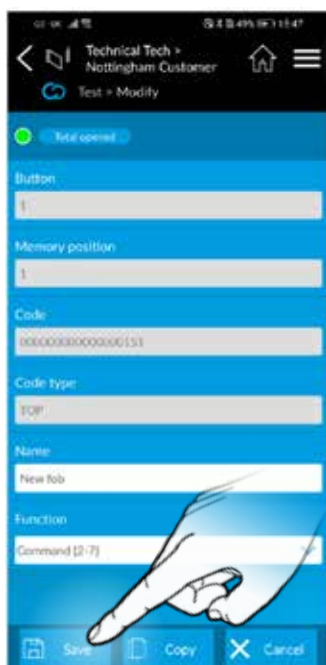 Technical Tech >
Nottingham Customer
Test > Modify
Total opened
Button
1
Memory position
1
Code
Code type
TOP
Name
New fob
Function
Command [2-7]
Save
Copy
Cancel